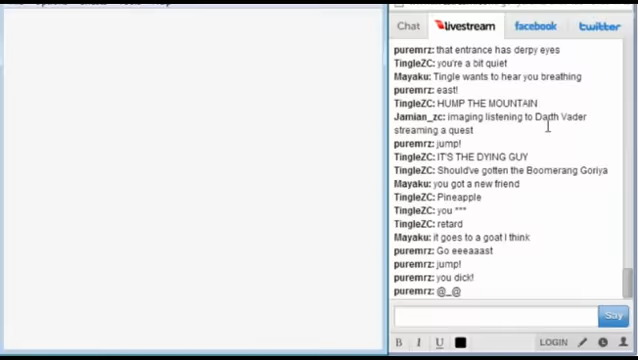 Chat livestream facebook twitter
puremrz: that entrance has derpy eyes
TingleZC: you're a bit quiet
Mayaku: Tingle wants to hear you breathing
puremrz: east!
TingleZC: HUMP THE MOUNTAIN
Jamian_zc: imaging listening to Darth Vader
streaming a quest
puremrz: jump!
TingleZC: IT'S THE DYING GUY
TingleZC: Should've gotten the Boomerang Goriya
Mayaku: you got a new friend
TingleZC: Pineapple
TingleZC: you ***
TingleZC: retard
Mayaku: it goes to a goat I think
puremrz: Go eeeaaast
puremrz: jump!
puremrz: you dick!
puremrz: @_@
Say
B I U LOGIN